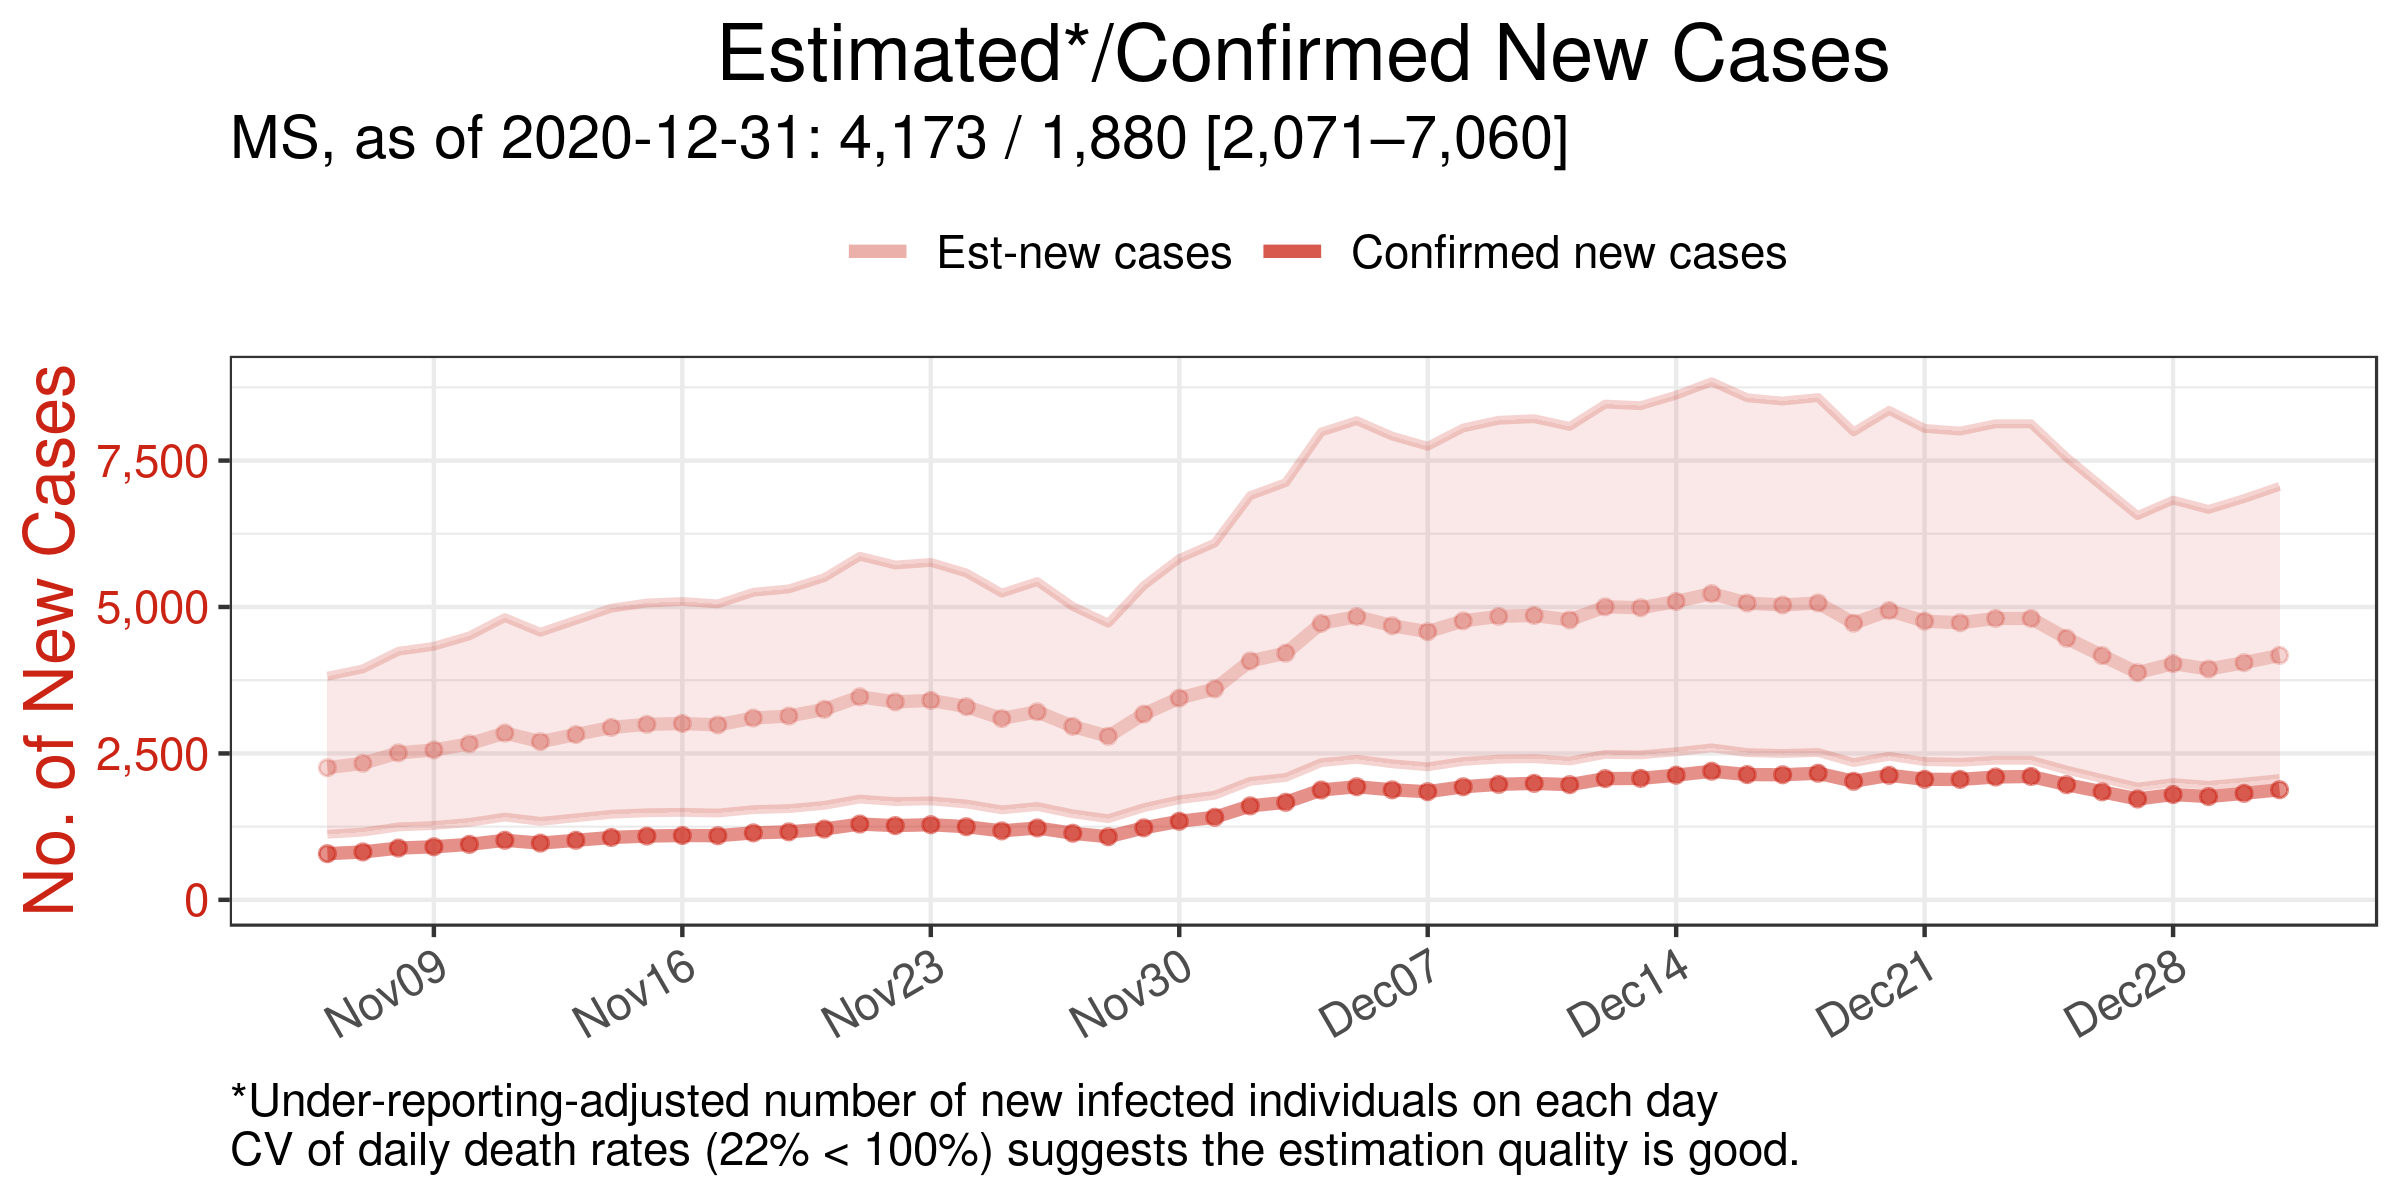 Estimated*/Confirmed New Cases
MS, as of 2020-12-31: 4,173 / 1,880 [2,071–7,060]
Est-new cases
Confirmed new cases
No. of New Cases
7,500
5,000
2,500
0
Nov09
Nov16
Nov23
Nov30
Dec07
Dec14
Dec21
Dec28
*Under-reporting-adjusted number of new infected individuals on each day
CV of daily death rates (22% < 100%) suggests the estimation quality is good.